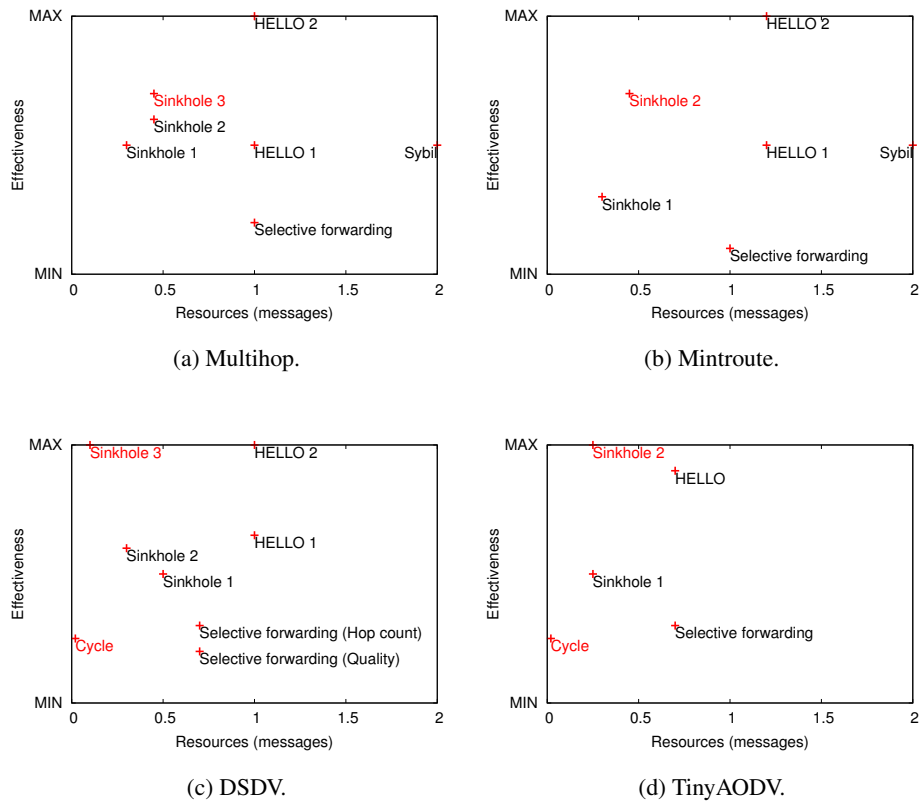 MAX
HELLO 2
Sinkhole 3
Sinkhole 2
Sinkhole 1
HELLO 1
Sybil
Selective forwarding
MIN
Effectiveness
0 0.5 1 1.5 2
Resources (messages)
(a) Multihop.
MAX
HELLO 2
Sinkhole 2
HELLO 1
Sybil
Sinkhole 1
Selective forwarding
MIN
Effectiveness
0 0.5 1 1.5 2
Resources (messages)
(b) Mintroute.
MAX
Sinkhole 3
HELLO 2
HELLO 1
Sinkhole 2
Sinkhole 1
Selective forwarding (Hop count)
Cycle
Selective forwarding (Quality)
MIN
Effectiveness
0 0.5 1 1.5 2
Resources (messages)
(c) DSDV.
MAX
Sinkhole 2
HELLO
Sinkhole 1
Selective forwarding
Cycle
MIN
Effectiveness
0 0.5 1 1.5 2
Resources (messages)
(d) TinyAODV.